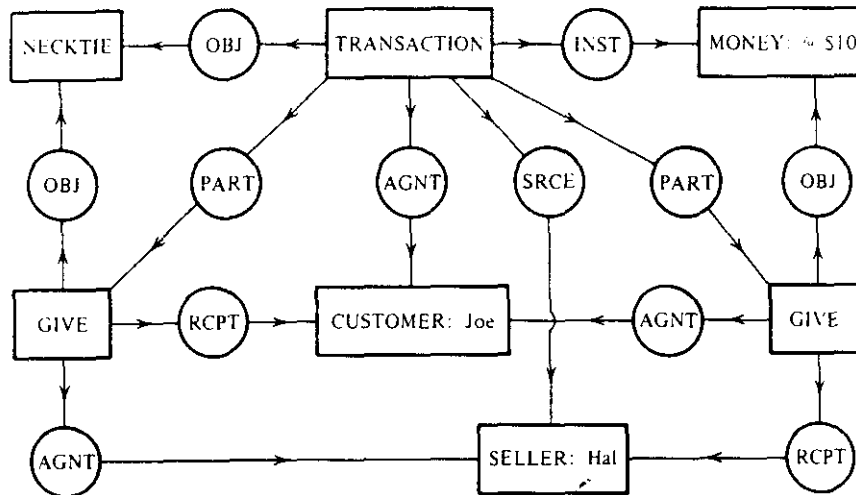 NECKTIE
OBJ
TRANSACTION
INST
MONEY: @ $10
OBJ
PART
AGNT
SRCE
PART
OBJ
GIVE
RCPT
CUSTOMER: Joe
AGNT
GIVE
AGNT
SELLER: Hal
RCPT